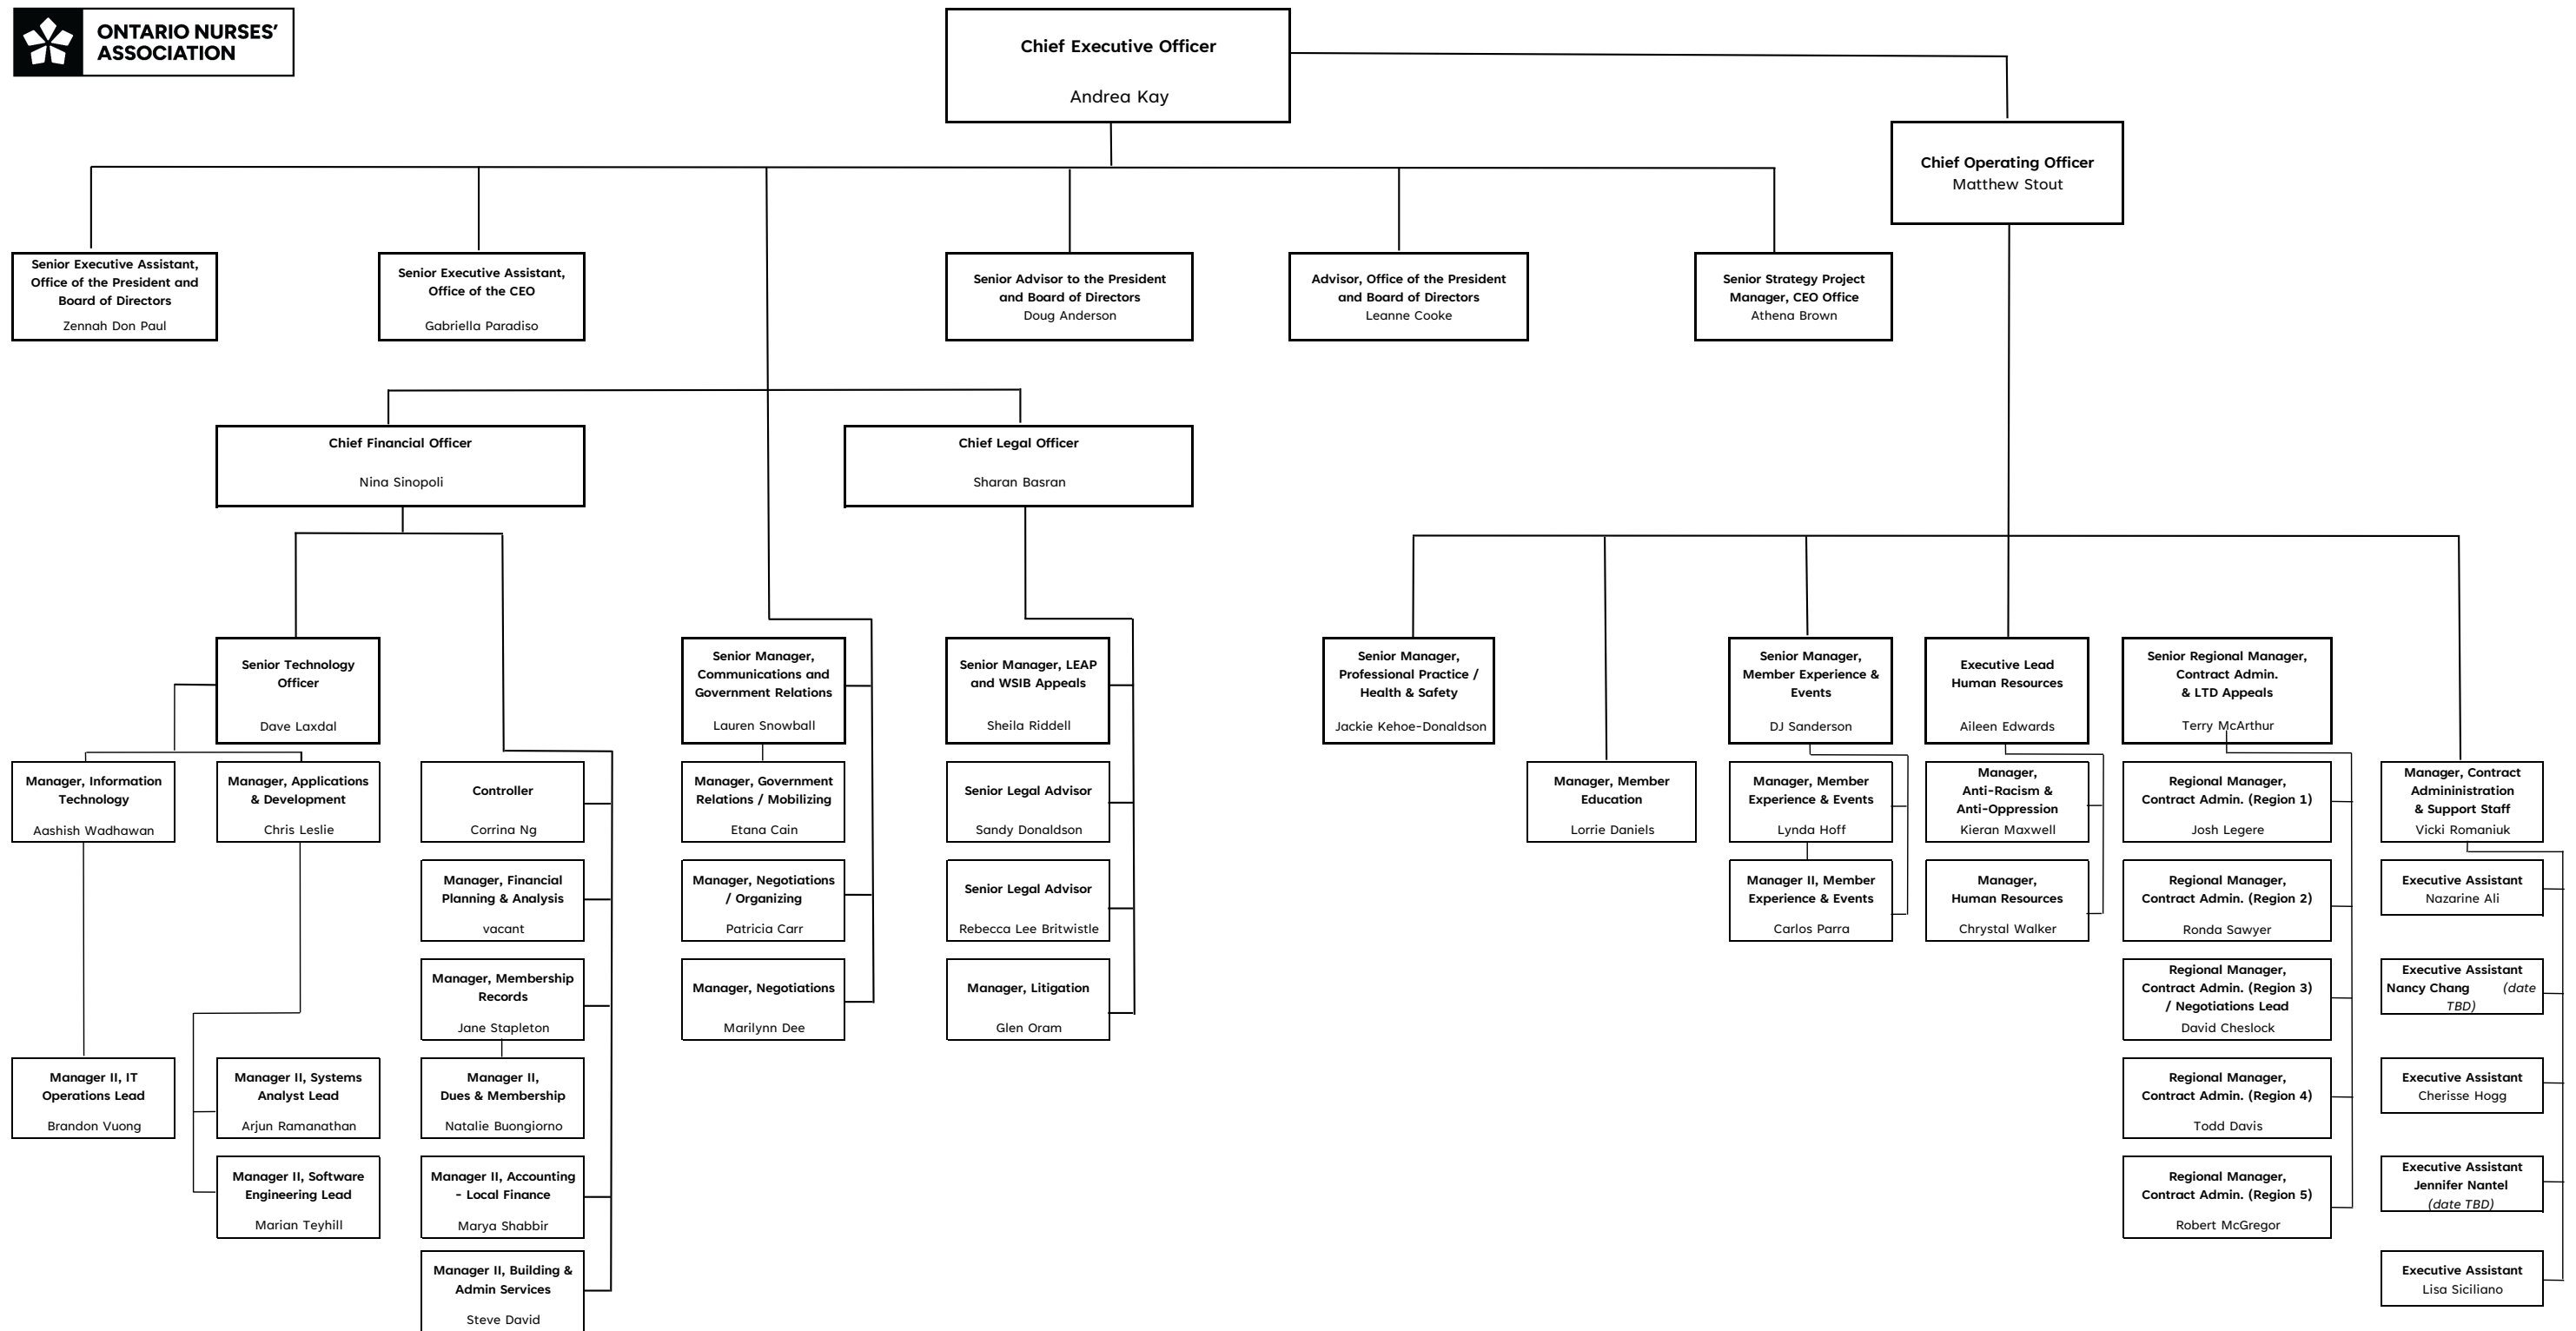 ONTARIO NURSES’
ASSOCIATION
Chief Executive Officer
Andrea Kay
Chief Operating Officer
Matthew Stout
Senior Executive Assistant,
Office of the President and
Board of Directors
Zennah Don Paul
Senior Executive Assistant,
Office of the CEO
Gabriella Paradiso
Senior Advisor to the President
and Board of Directors
Doug Anderson
Advisor, Office of the President
and Board of Directors
Leanne Cooke
Senior Strategy Project
Manager, CEO Office
Athena Brown
Chief Financial Officer
Nina Sinopoli
Chief Legal Officer
Sharan Basran
Senior Technology
Officer
Dave Laxdal
Senior Manager,
Communications and
Government Relations
Lauren Snowball
Senior Manager, LEAP
and WSIB Appeals
Sheila Riddell
Senior Manager,
Professional Practice /
Health & Safety
Jackie Kehoe-Donaldson
Senior Manager,
Member Experience &
Events
DJ Sanderson
Executive Lead
Human Resources
Aileen Edwards
Senior Regional Manager,
Contract Admin.
& LTD Appeals
Terry McArthur
Manager, Information
Technology
Aashish Wadhawan
Manager, Applications
& Development
Chris Leslie
Controller
Corrina Ng
Manager, Government
Relations / Mobilizing
Etana Cain
Senior Legal Advisor
Sandy Donaldson
Manager, Member
Education
Lorrie Daniels
Manager, Member
Experience & Events
Lynda Hoff
Manager,
Anti-Racism &
Anti-Oppression
Kieran Maxwell
Regional Manager,
Contract Admin. (Region 1)
Josh Legere
Manager, Contract
Admininistration
& Support Staff
Vicki Romaniuk
Manager, Financial
Planning & Analysis
vacant
Manager, Negotiations
/ Organizing
Patricia Carr
Senior Legal Advisor
Rebecca Lee Britwistle
Manager II, Member
Experience & Events
Carlos Parra
Manager,
Human Resources
Chrystal Walker
Regional Manager,
Contract Admin. (Region 2)
Ronda Sawyer
Executive Assistant
Nazarine Ali
Manager, Membership
Records
Jane Stapleton
Manager, Negotiations
Marilynn Dee
Manager, Litigation
Glen Oram
Regional Manager,
Contract Admin. (Region 3)
/ Negotiations Lead
David Cheslock
Executive Assistant
Nancy Chang (date
TBD)
Manager II, IT
Operations Lead
Brandon Vuong
Manager II, Systems
Analyst Lead
Arjun Ramanathan
Manager II,
Dues & Membership
Natalie Buongiorno
Regional Manager,
Contract Admin. (Region 4)
Todd Davis
Executive Assistant
Cherisse Hogg
Manager II, Software
Engineering Lead
Marian Teyhill
Manager II, Accounting
- Local Finance
Marya Shabbir
Regional Manager,
Contract Admin. (Region 5)
Robert McGregor
Executive Assistant
Jennifer Nantel
(date TBD)
Manager II, Building &
Admin Services
Steve David
Executive Assistant
Lisa Siciliano